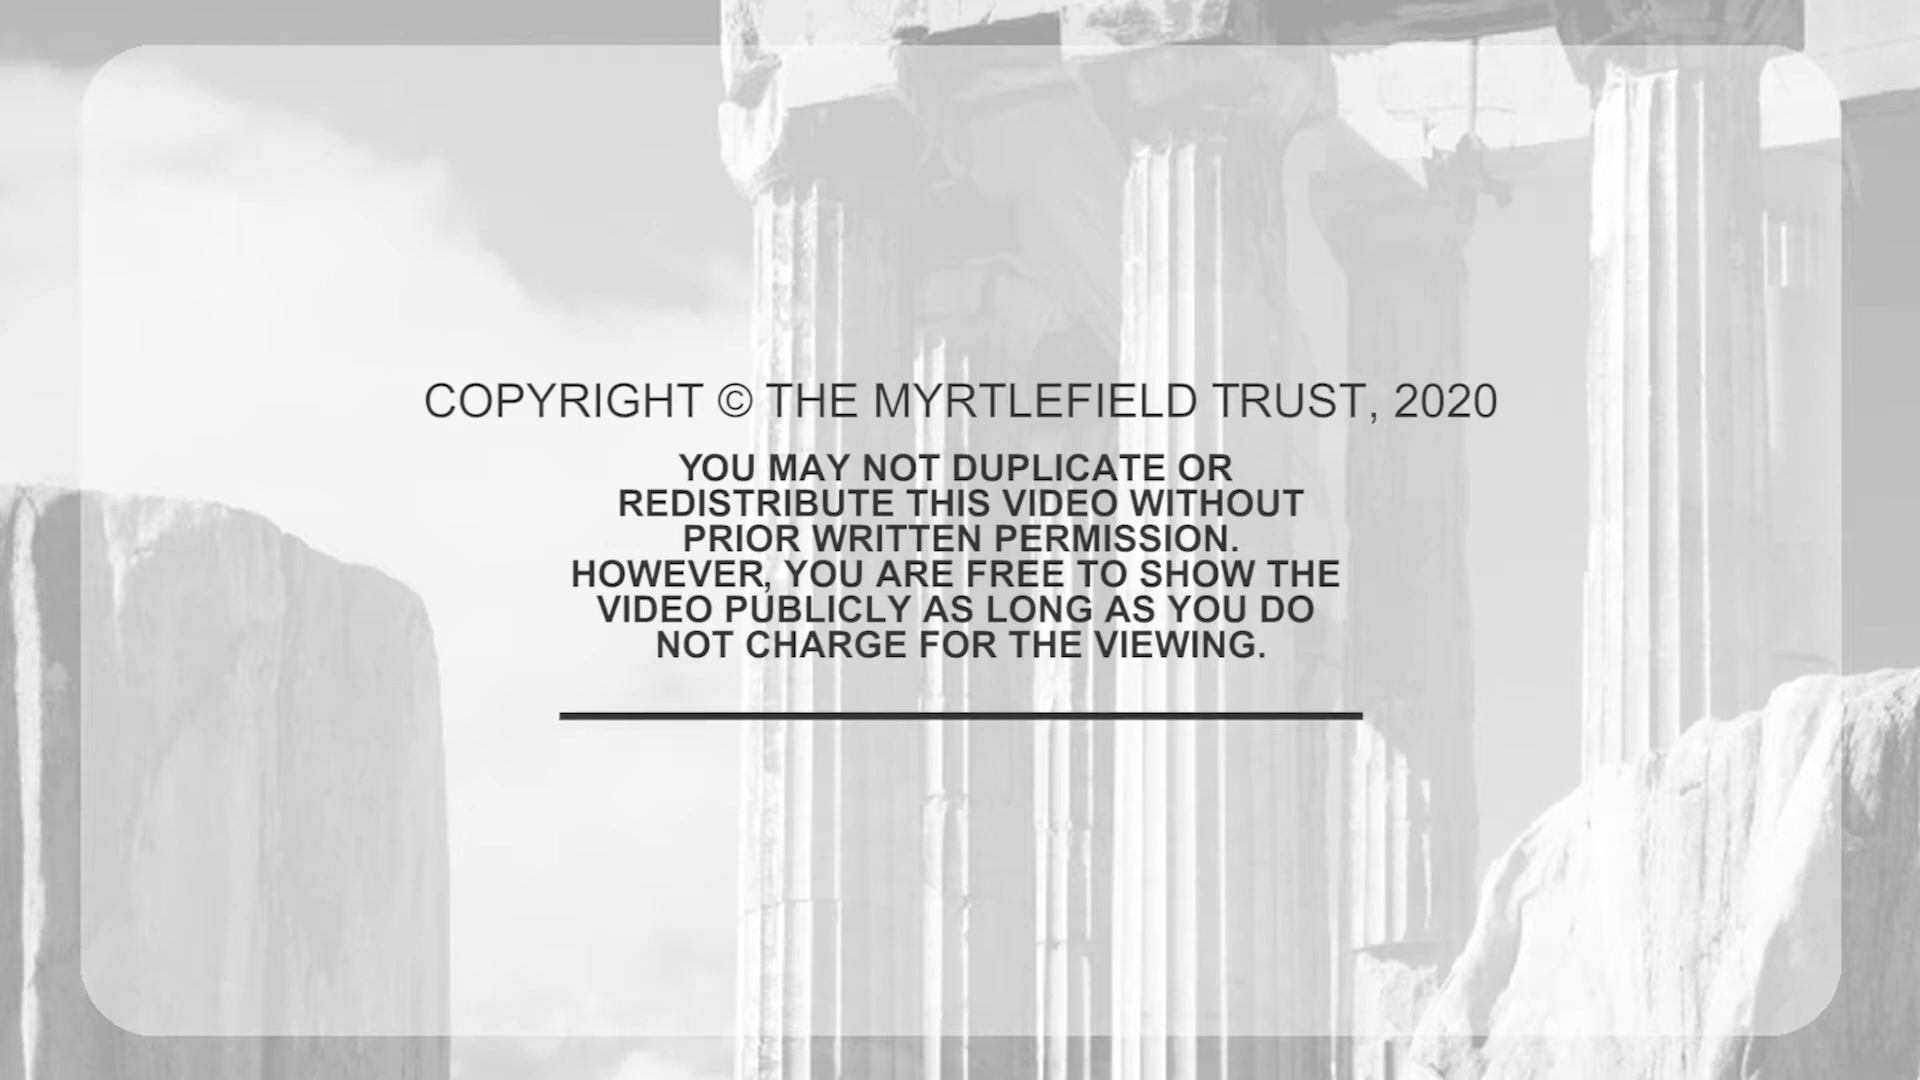 COPYRIGHT © THE MYRTLEFIELD TRUST, 2020
YOU MAY NOT DUPLICATE OR
REDISTRIBUTE THIS VIDEO WITHOUT
PRIOR WRITTEN PERMISSION.
HOWEVER, YOU ARE FREE TO SHOW THE
VIDEO PUBLICLY AS LONG AS YOU DO
NOT CHARGE FOR THE VIEWING.